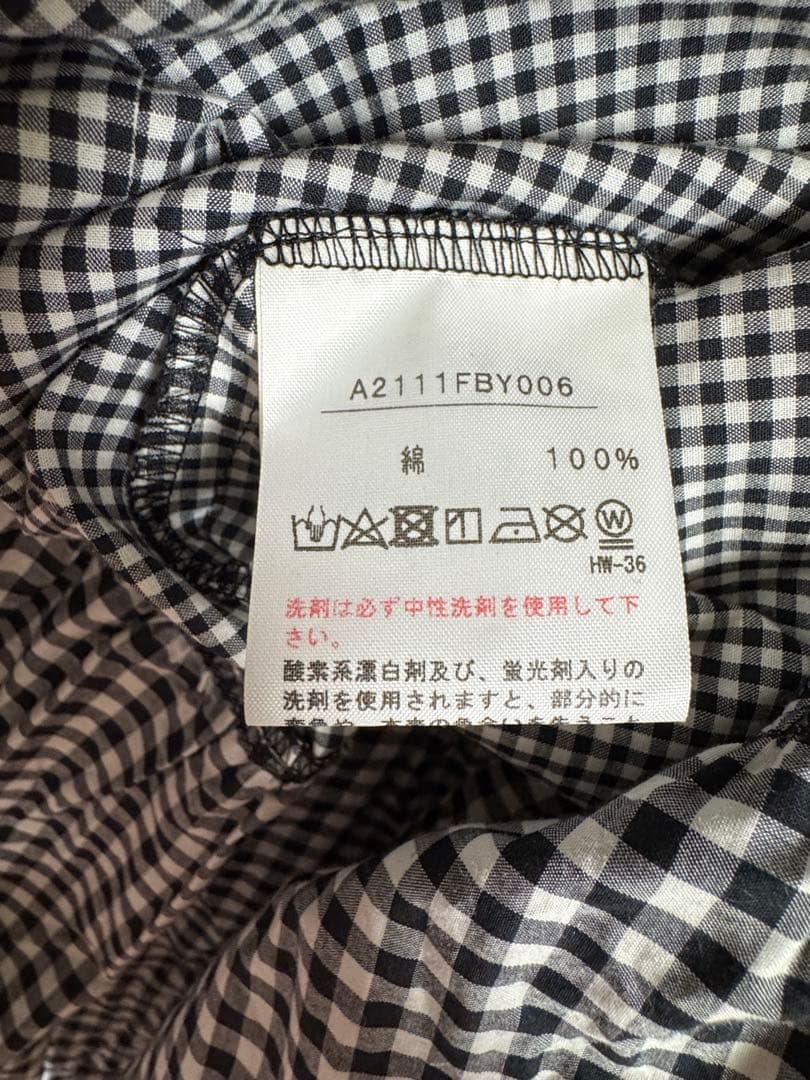 A2111FBY006
綿 100%
W
HW-36
洗剤は必ず中性洗剤を使用して下
さい。
酸素系漂白剤及び、蛍光剤入りの
洗剤を使用されますと、部分的に